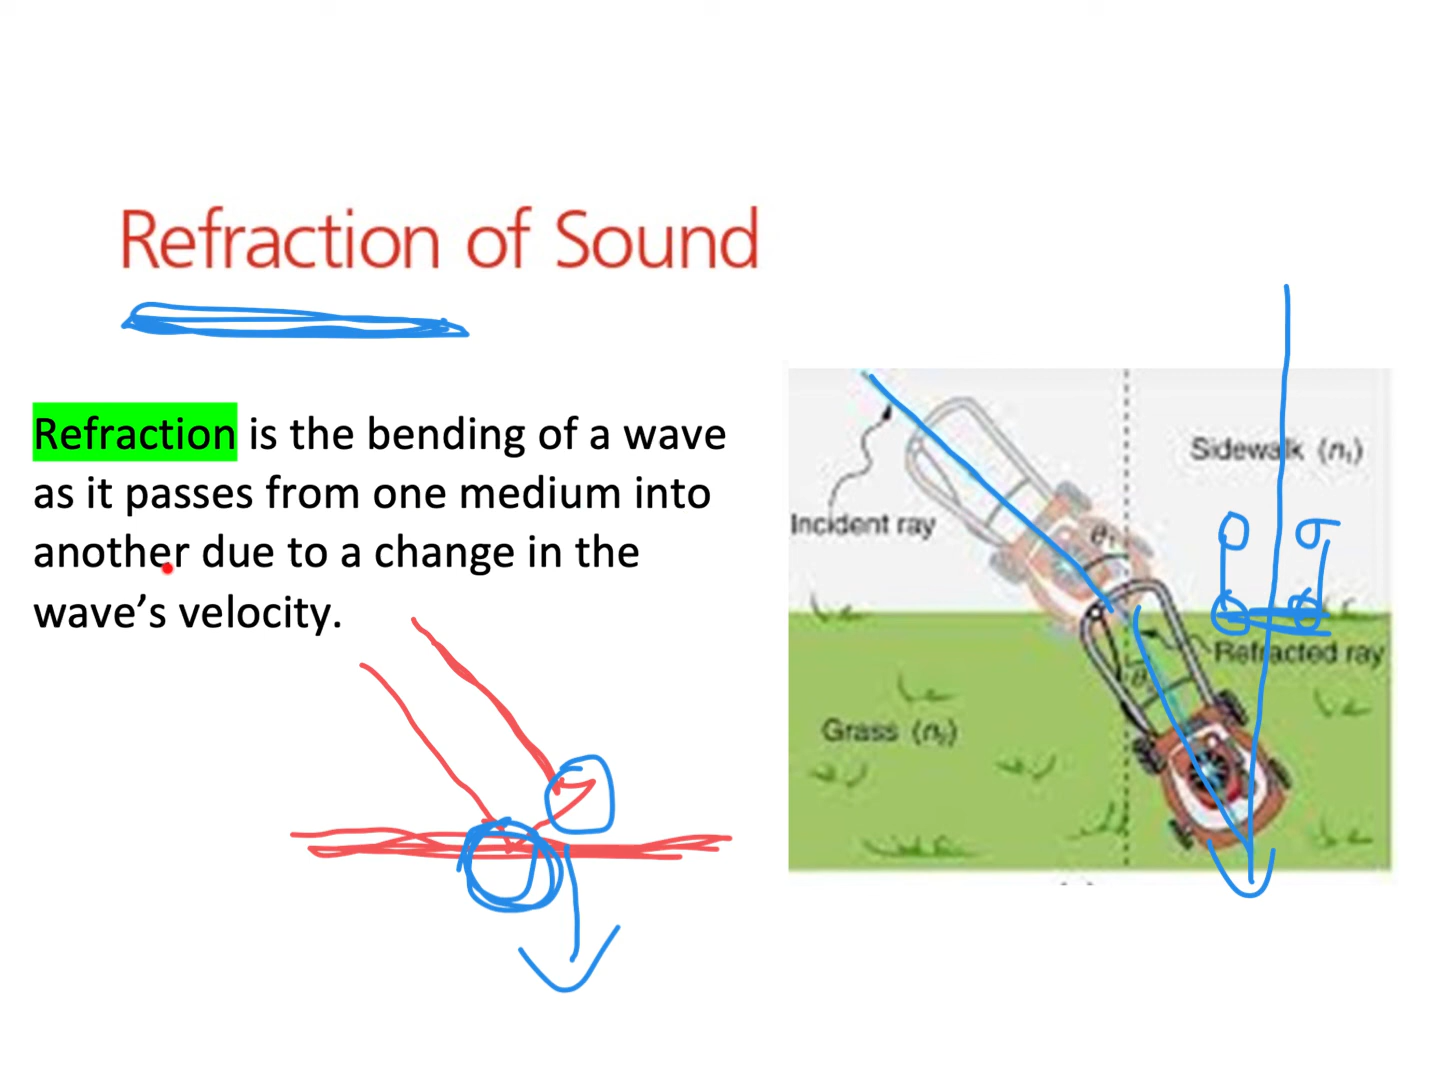 Refraction of Sound
Refraction is the bending of a wave
as it passes from one medium into
another due to a change in the
wave's velocity.
Sidewalk (n₁)
Incident ray
θ₁
Refracted ray
θ
Grass (n₂)